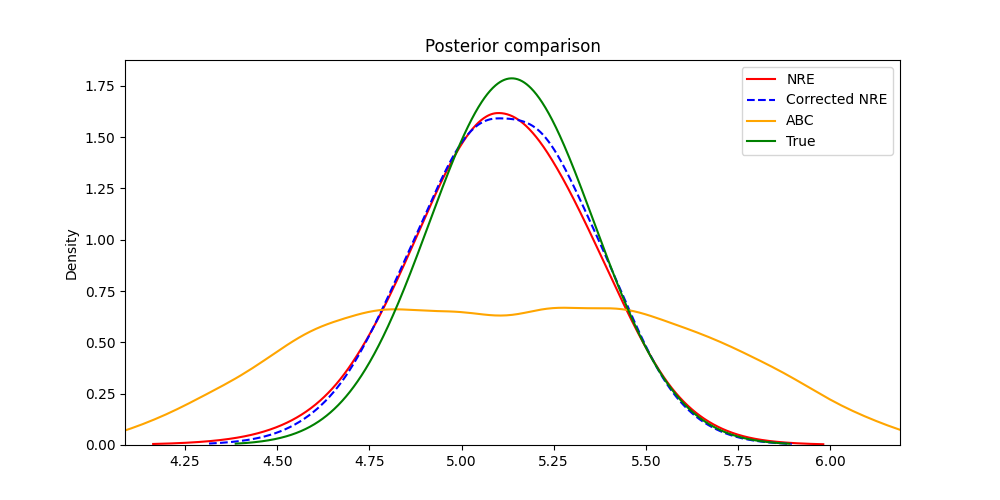 Posterior comparison
NRE
Corrected NRE
ABC
True
Density
1.75
1.50
1.25
1.00
0.75
0.50
0.25
0.00
4.25 4.50 4.75 5.00 5.25 5.50 5.75 6.00